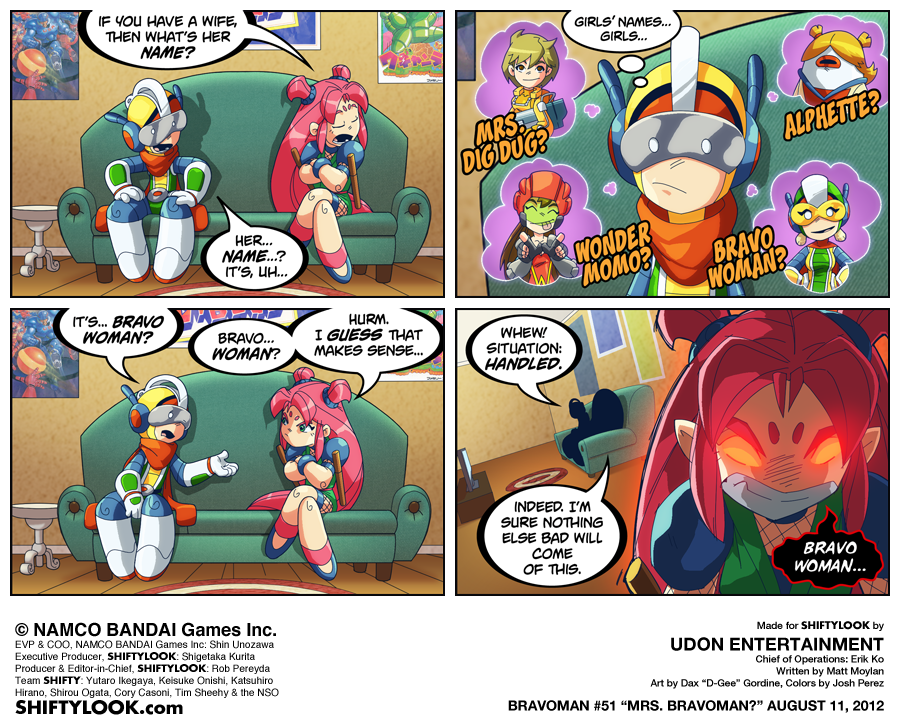 IF YOU HAVE A WIFE,
THEN WHAT'S HER
NAME?
HER...
NAME...?
IT'S, UH...
GIRLS' NAMES...
GIRLS...
MRS.
DIG DUG?
ALPHETTE?
WONDER
MOMO?
BRAVO
WOMAN?
IT'S... BRAVO
WOMAN?
BRAVO...
WOMAN?
HURM.
I GUESS THAT
MAKES SENSE...
WHEW!
SITUATION:
HANDLED.
INDEED. I'M
SURE NOTHING
ELSE BAD WILL
COME
OF THIS.
BRAVO
WOMAN...
© NAMCO BANDAI Games Inc.
EVP & COO, NAMCO BANDAI Games Inc: Shin Unozawa
Executive Producer, SHIFTYLOOK: Shigetaka Kurita
Producer & Editor-in-Chief, SHIFTYLOOK: Rob Pereyda
Team SHIFTY: Yutaro Ikegaya, Keisuke Onishi, Katsuhiro
Hirano, Shirou Ogata, Cory Casoni, Tim Sheehy & the NSO
SHIFTYLOOK.com
Made for SHIFTYLOOK by
UDON ENTERTAINMENT
Chief of Operations: Erik Ko
Written by Matt Moylan
Art by Dax "D-Gee" Gordine, Colors by Josh Perez
BRAVOMAN #51 "MRS. BRAVOMAN?" AUGUST 11, 2012